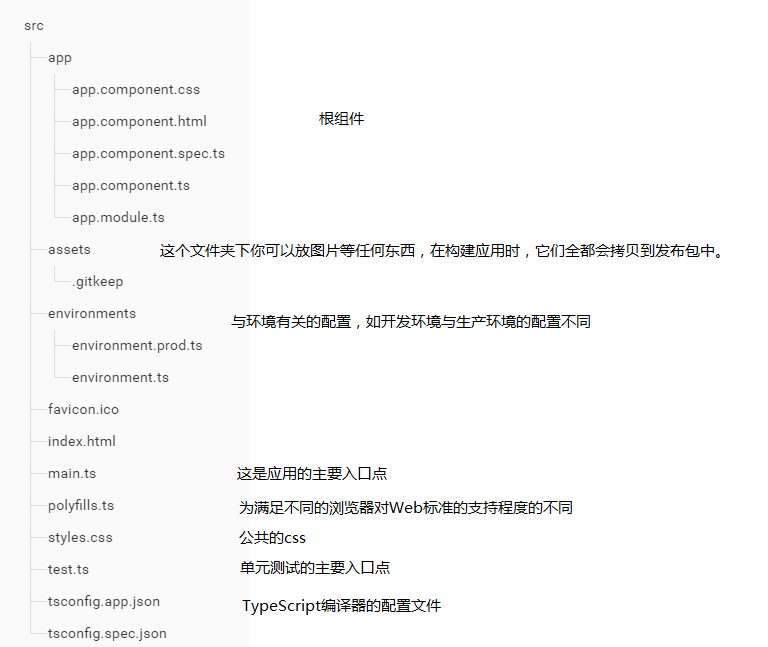 src
app
app.component.css
app.component.html
根组件
app.component.spec.ts
app.component.ts
app.module.ts
assets
这个文件夹下你可以放图片等任何东西，在构建应用时，它们全都会拷贝到发布包中。
.gitkeep
environments
与环境有关的配置，如开发环境与生产环境的配置不同
environment.prod.ts
environment.ts
favicon.ico
index.html
main.ts
这是应用的主要入口点
polyfills.ts
为满足不同的浏览器对Web标准的支持程度的不同
styles.css
公共的css
test.ts
单元测试的主要入口点
tsconfig.app.json
TypeScript编译器的配置文件
tsconfig.spec.json